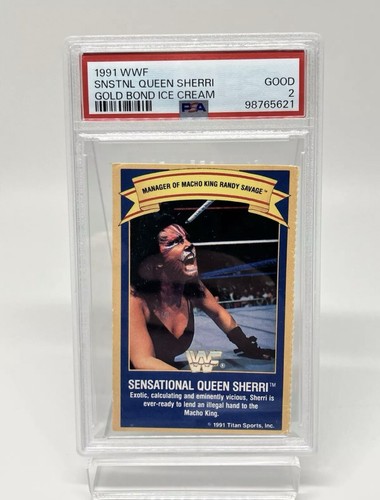 1991 WWF
SNSTNL QUEEN SHERRI GOOD
2
GOLD BOND ICE CREAM PSA 98765621
MANAGER OF MACHO KING RANDY SAVAGE™
WF®
SENSATIONAL QUEEN SHERRI™
Exotic, calculating and eminently vicious, Sherri is
ever-ready to lend an illegal hand to the
Macho King.
© 1991 Titan Sports, Inc.